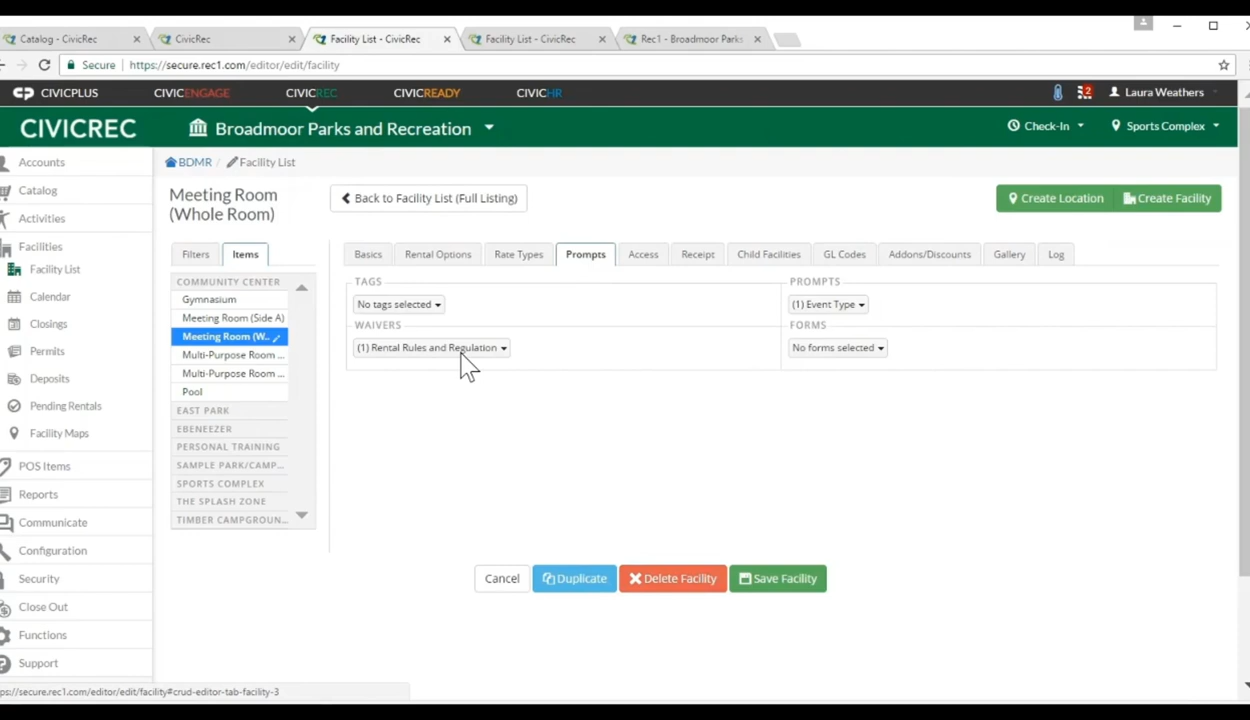 Catalog - CivicRec
CivicRec
Facility List - CivicRec
Facility List - CivicRec
Rec1 - Broadmoor Parks
Secure
https://secure.rec1.com/editor/edit/facility
CIVICPLUS
CIVICENGAGE
CIVICREC
CIVICREADY
CIVICHR
2
Laura Weathers
CIVICREC
Broadmoor Parks and Recreation
Check-In
Sports Complex
Accounts
Catalog
Activities
Facilities
Facility List
Calendar
Closings
Permits
Deposits
Pending Rentals
Facility Maps
POS Items
Reports
Communicate
Configuration
Security
Close Out
Functions
Support
BDMR / Facility List
Meeting Room
(Whole Room)
Back to Facility List (Full Listing)
Create Location
Create Facility
Filters
Items
COMMUNITY CENTER
Gymnasium
Meeting Room (Side A)
Meeting Room (W...
Multi-Purpose Room ...
Multi-Purpose Room ...
Pool
EAST PARK
EBENEEZER
PERSONAL TRAINING
SAMPLE PARK/CAMP...
SPORTS COMPLEX
THE SPLASH ZONE
TIMBER CAMPGROUN...
Basics
Rental Options
Rate Types
Prompts
Access
Receipt
Child Facilities
GL Codes
Addons/Discounts
Gallery
Log
TAGS
No tags selected
PROMPTS
(1) Event Type
WAIVERS
(1) Rental Rules and Regulation
FORMS
No forms selected
Cancel
Duplicate
Delete Facility
Save Facility
ps://secure.rec1.com/editor/edit/facility#crud-editor-tab-facility-3